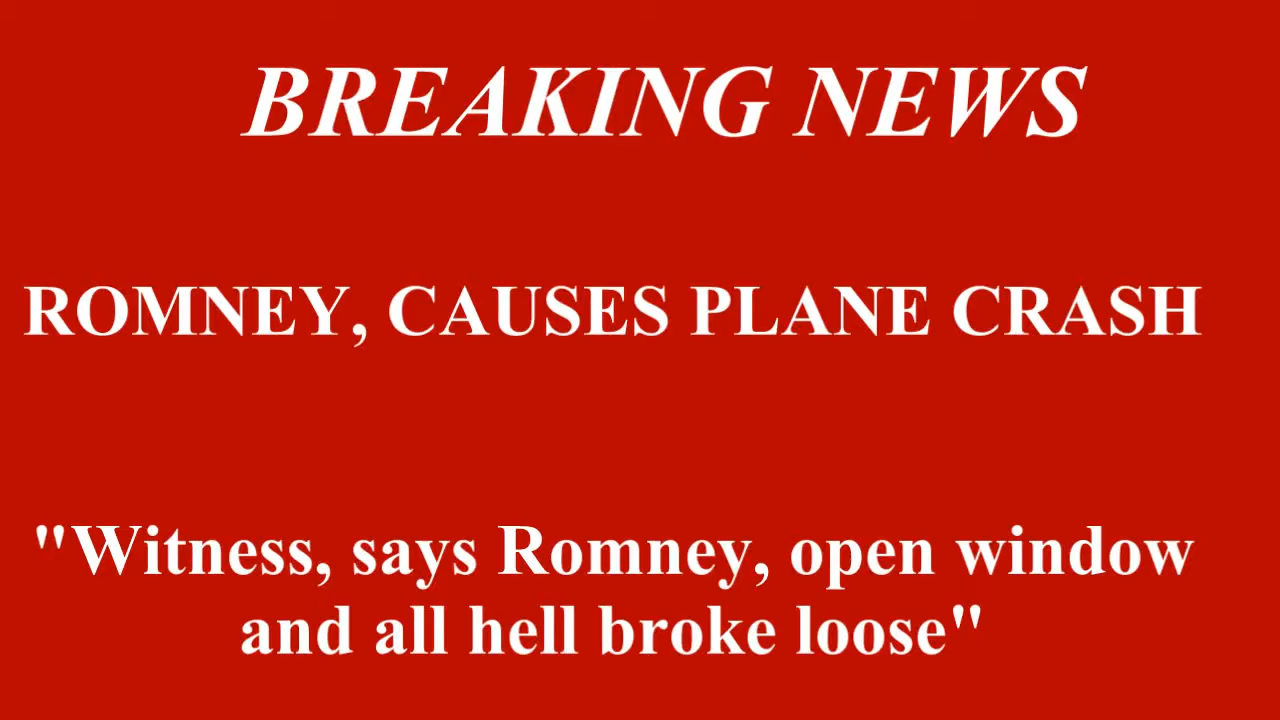 BREAKING NEWS
ROMNEY, CAUSES PLANE CRASH
"Witness, says Romney, open window
and all hell broke loose"